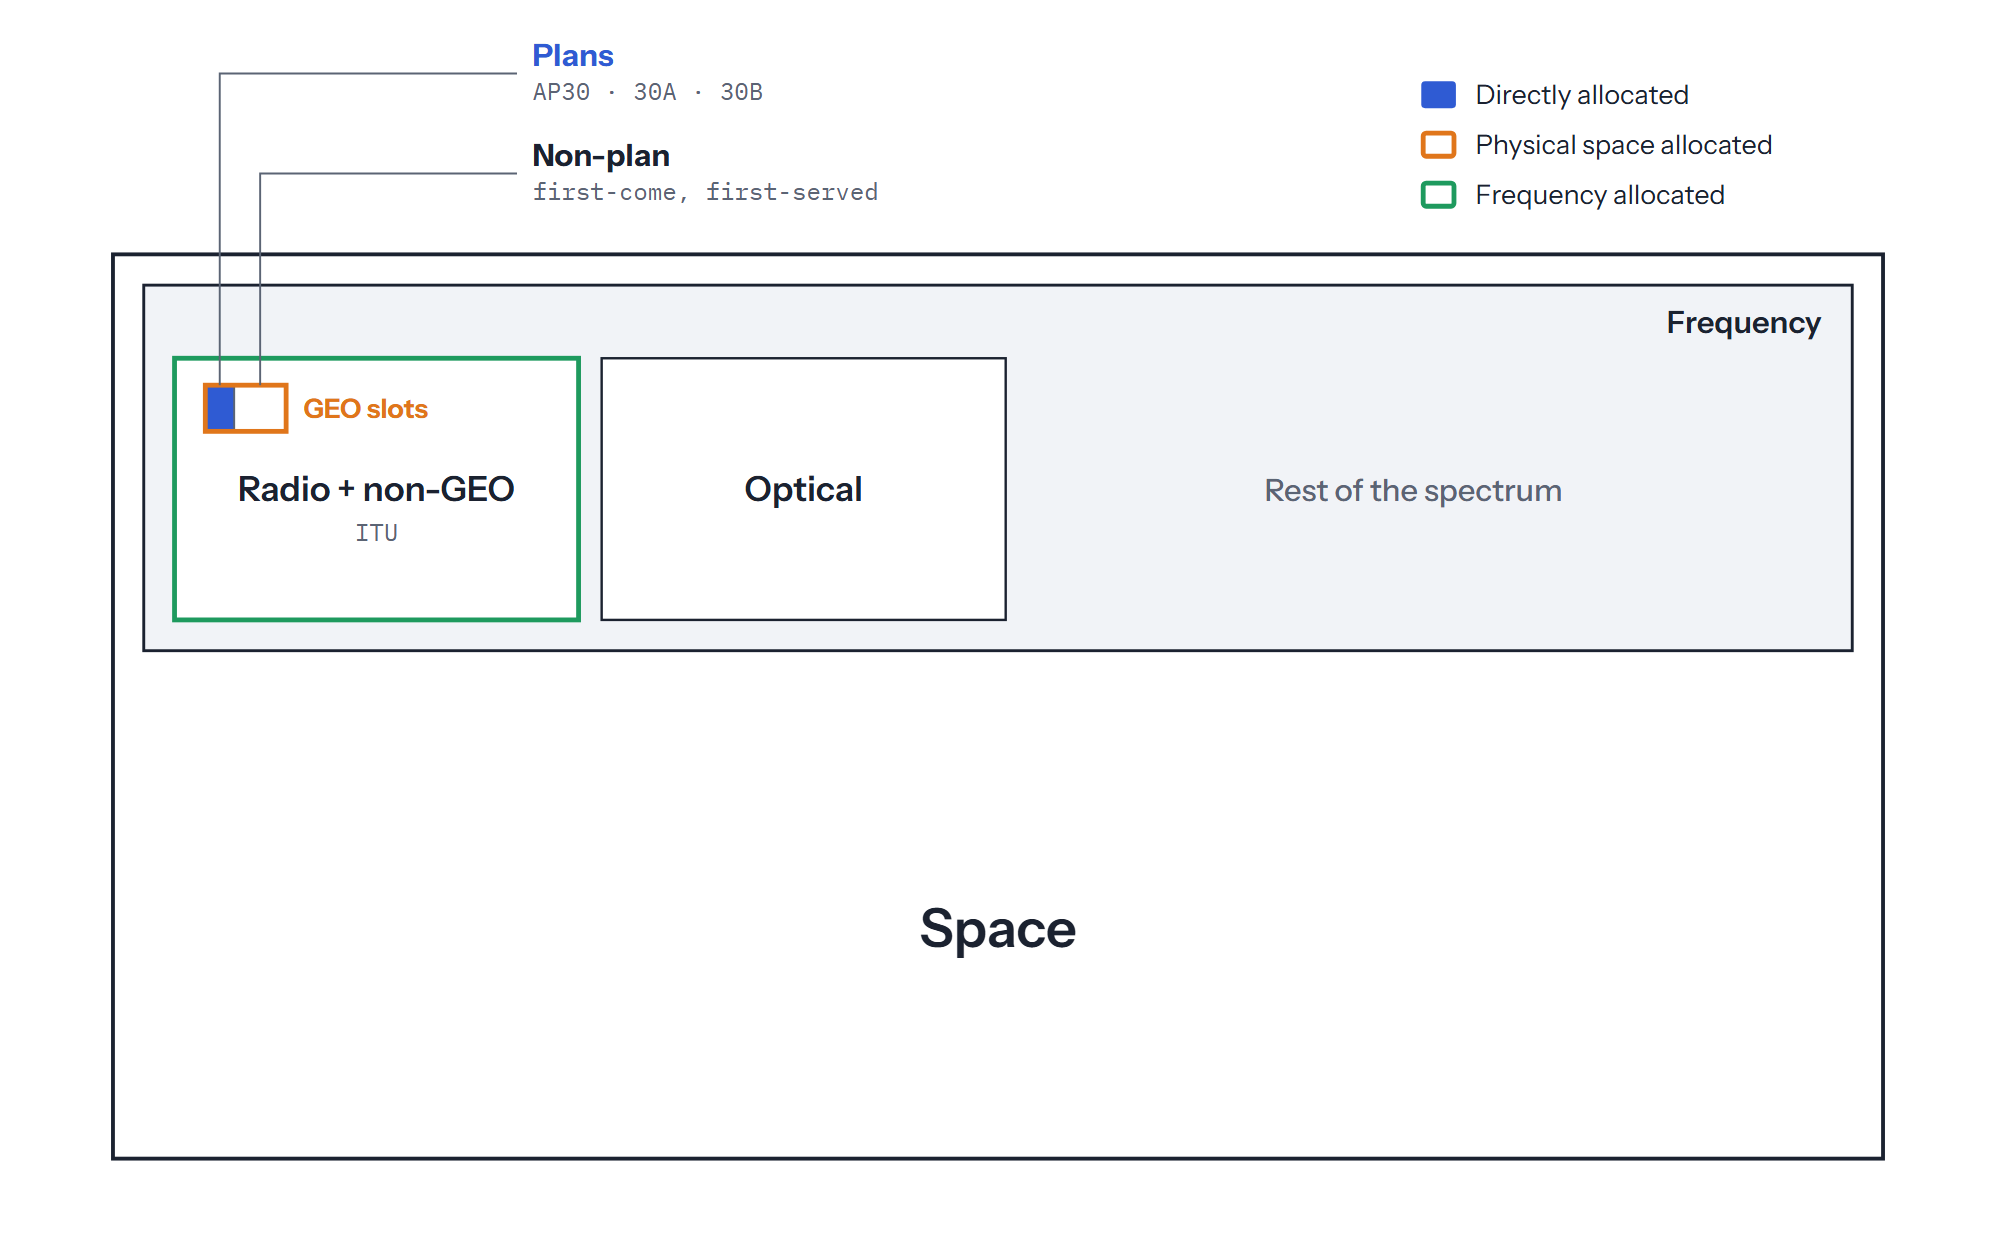 Plans
AP30 · 30A · 30B
Non-plan
first-come, first-served
Directly allocated
Physical space allocated
Frequency allocated
Frequency
GEO slots
Radio + non-GEO
ITU
Optical
Rest of the spectrum
Space